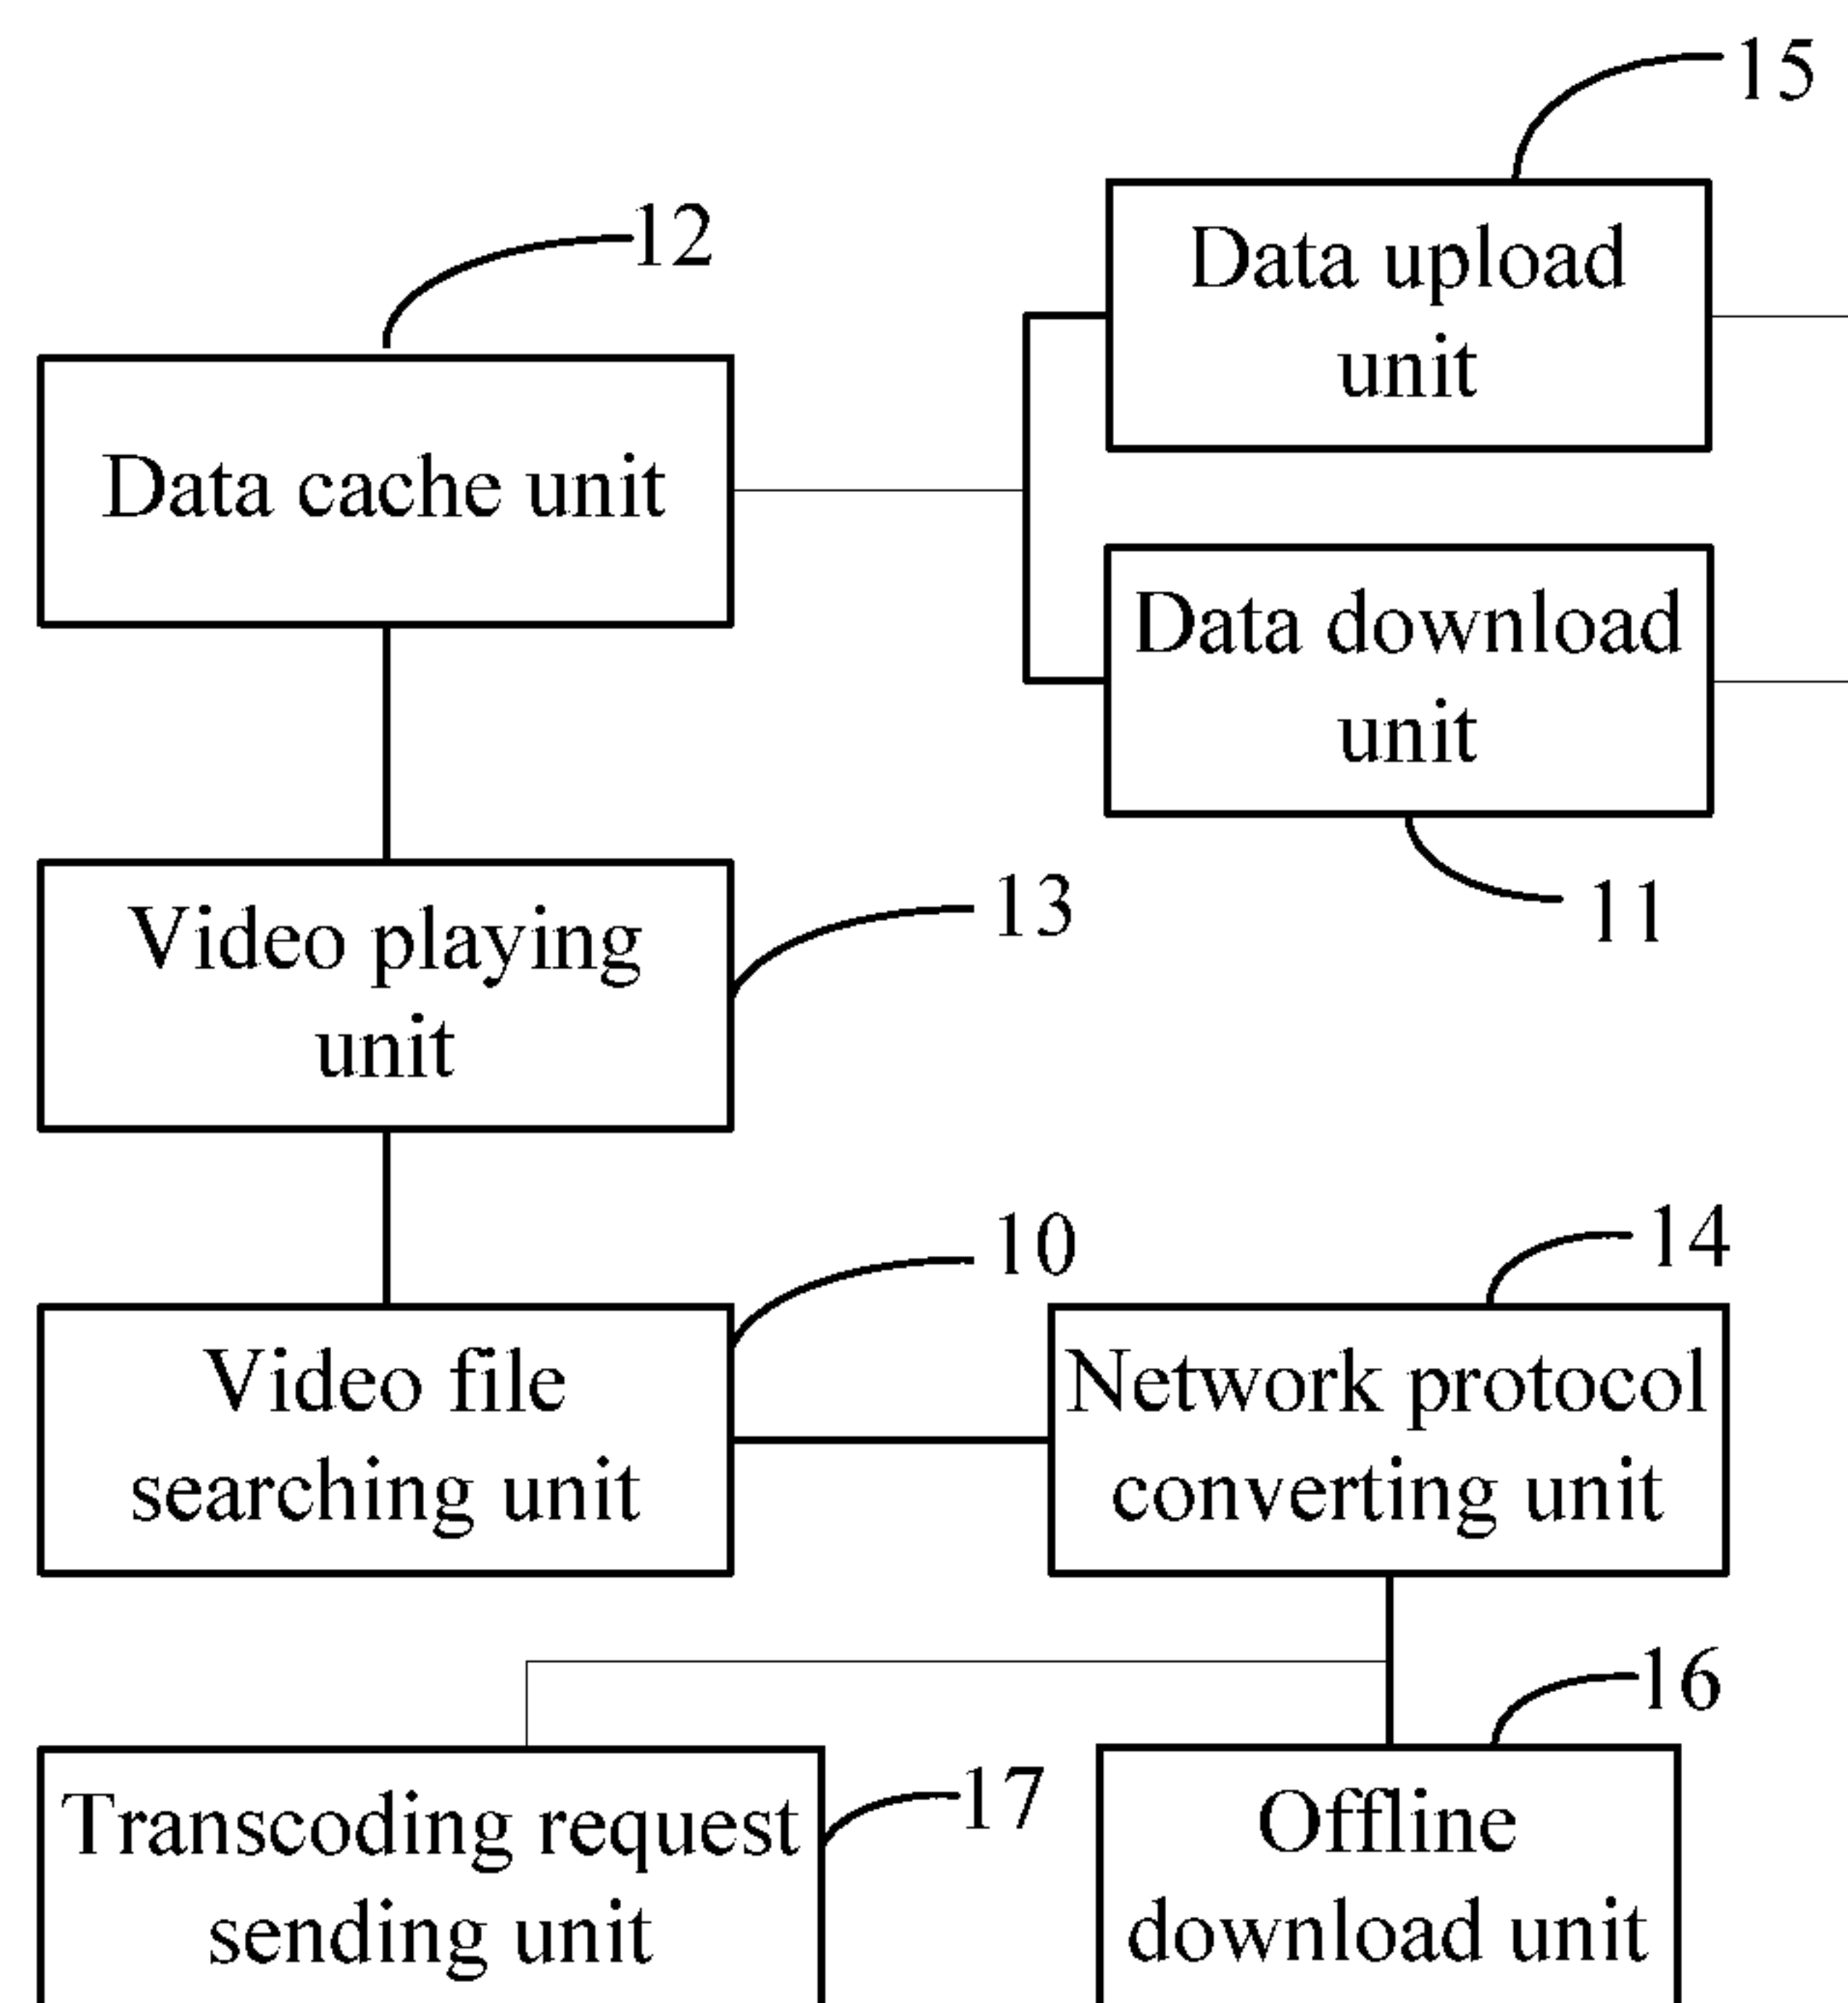 15
12
Data upload
unit
Data cache unit
Data download
unit
13
11
Video playing
unit
10
14
Video file
searching unit
Network protocol
converting unit
16
17
Transcoding request
sending unit
Offline
download unit